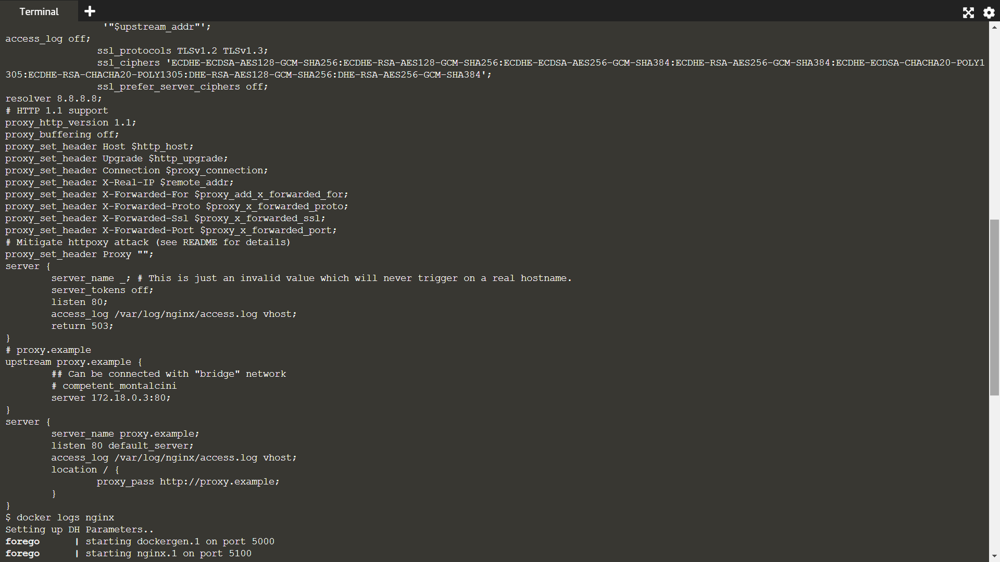 Terminal
'"$upstream_addr"';
access_log off;
ssl_protocols TLSv1.2 TLSv1.3;
ssl_ciphers 'ECDHE-ECDSA-AES128-GCM-SHA256:ECDHE-RSA-AES128-GCM-SHA256:ECDHE-ECDSA-AES256-GCM-SHA384:ECDHE-RSA-AES256-GCM-SHA384:ECDHE-ECDSA-CHACHA20-POLY1
305:ECDHE-RSA-CHACHA20-POLY1305:DHE-RSA-AES128-GCM-SHA256:DHE-RSA-AES256-GCM-SHA384';
ssl_prefer_server_ciphers off;
resolver 8.8.8.8;
# HTTP 1.1 support
proxy_http_version 1.1;
proxy_buffering off;
proxy_set_header Host $http_host;
proxy_set_header Upgrade $http_upgrade;
proxy_set_header Connection $proxy_connection;
proxy_set_header X-Real-IP $remote_addr;
proxy_set_header X-Forwarded-For $proxy_add_x_forwarded_for;
proxy_set_header X-Forwarded-Proto $proxy_x_forwarded_proto;
proxy_set_header X-Forwarded-Ssl $proxy_x_forwarded_ssl;
proxy_set_header X-Forwarded-Port $proxy_x_forwarded_port;
# Mitigate httpoxy attack (see README for details)
proxy_set_header Proxy "";
server {
server_name _; # This is just an invalid value which will never trigger on a real hostname.
server_tokens off;
listen 80;
access_log /var/log/nginx/access.log vhost;
return 503;
}
# proxy.example
upstream proxy.example {
## Can be connected with "bridge" network
# competent_montalcini
server 172.18.0.3:80;
}
server {
server_name proxy.example;
listen 80 default_server;
access_log /var/log/nginx/access.log vhost;
location / {
proxy_pass http://proxy.example;
}
}
$ docker logs nginx
Setting up DH Parameters..
forego | starting dockergen.1 on port 5000
forego | starting nginx.1 on port 5100